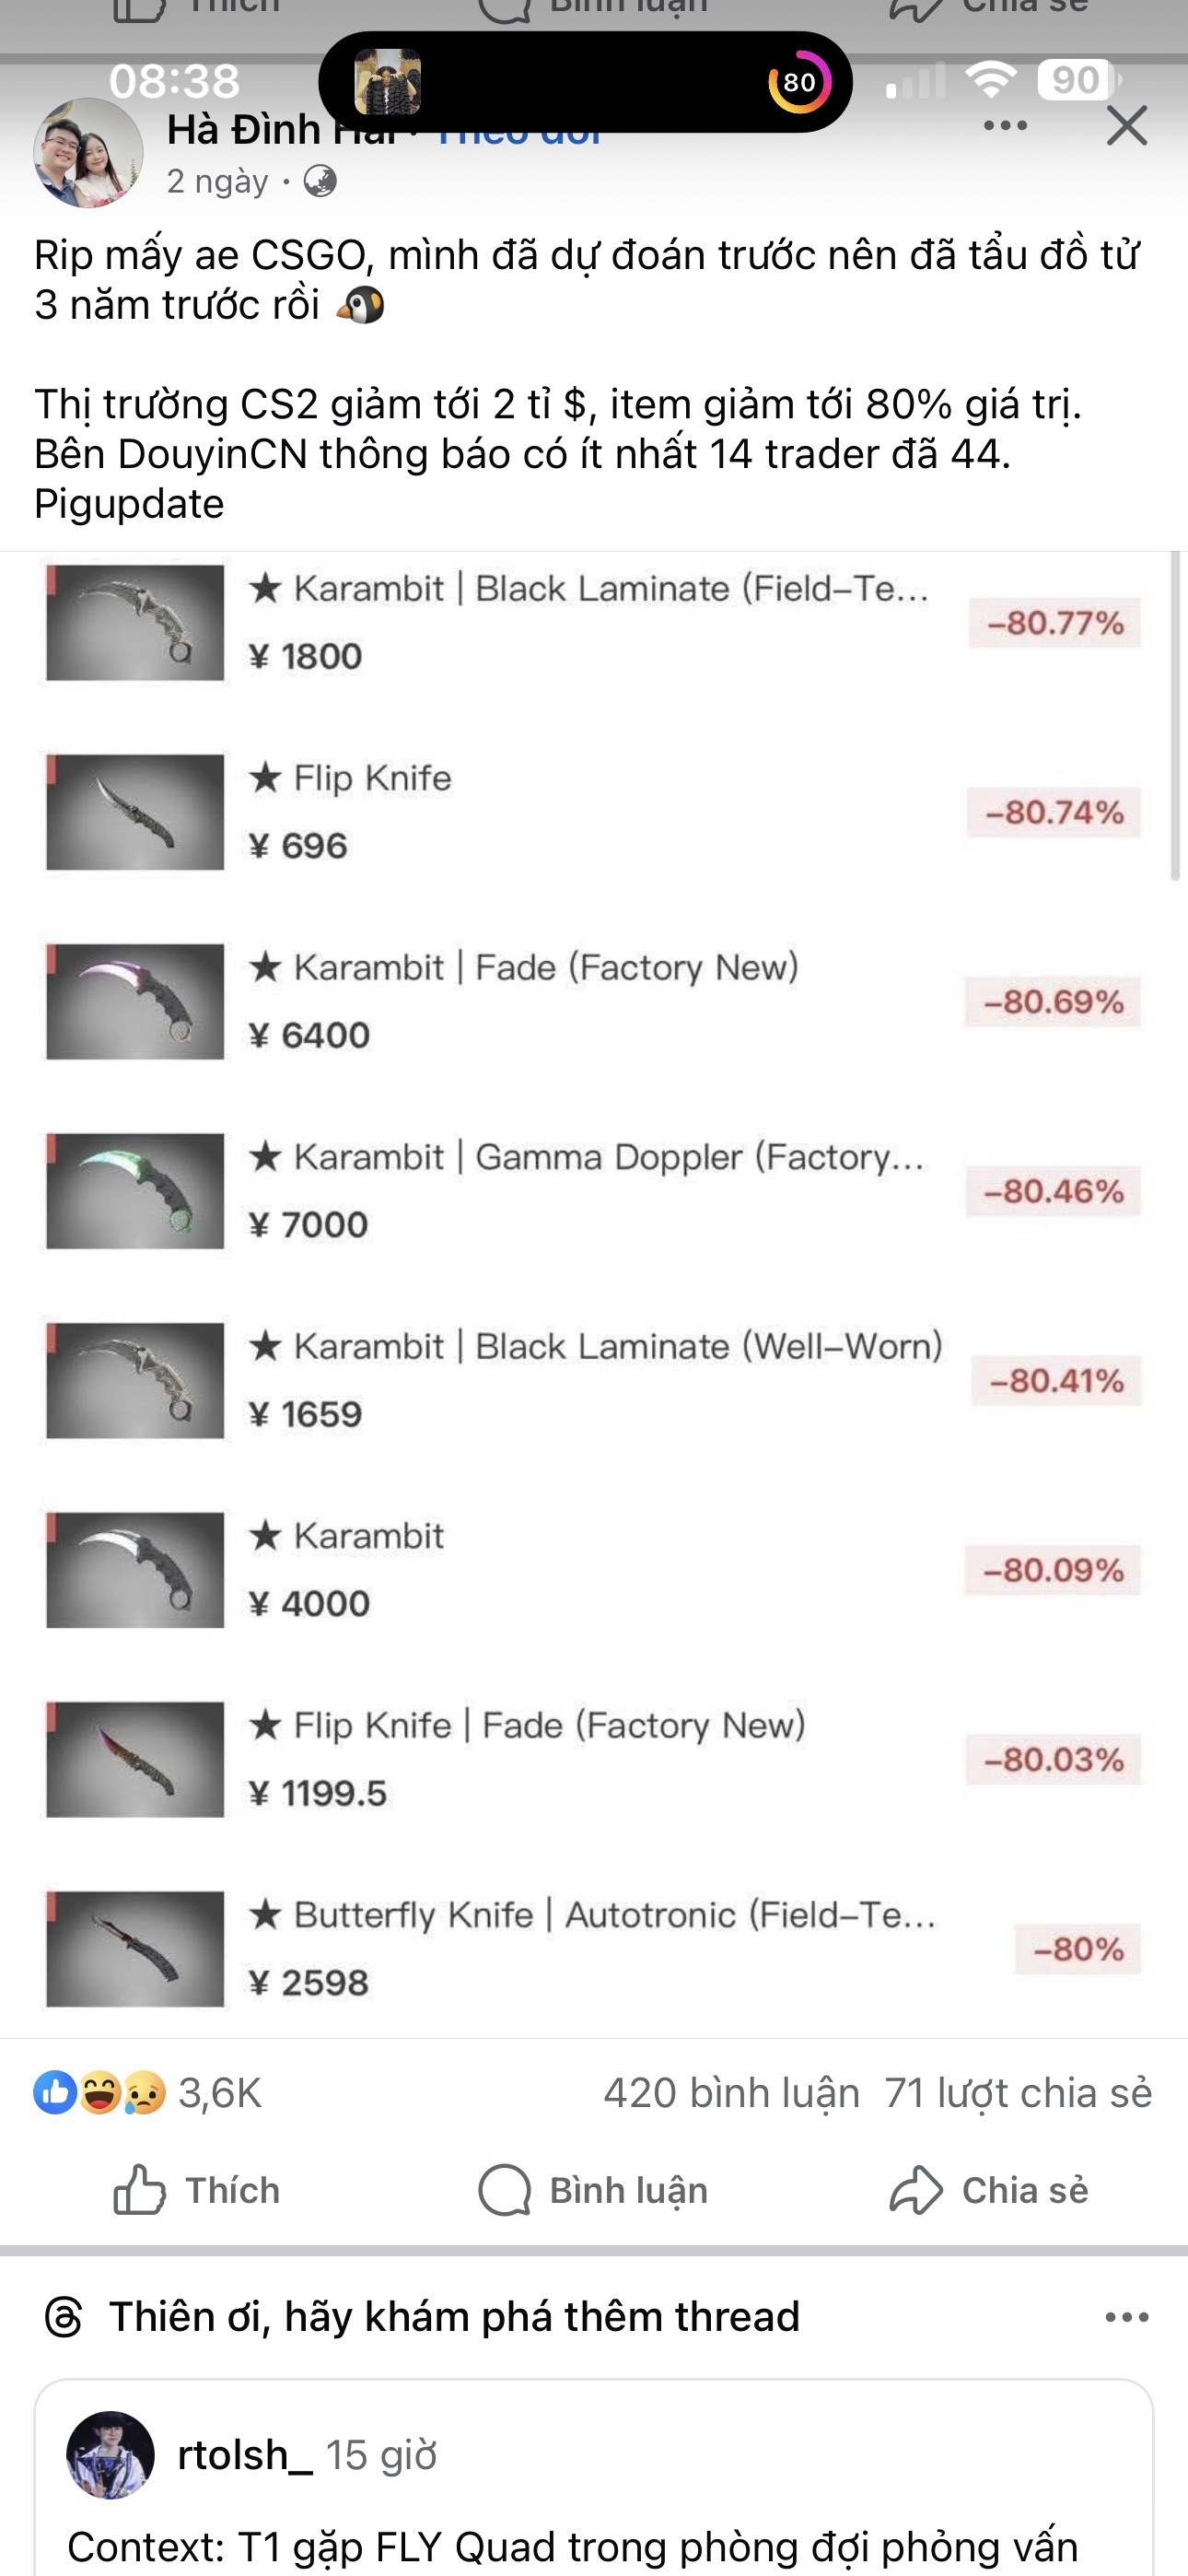 Thích Bình luận Chia sẻ
08:38 80 90
Hà Đình Hải · Theo dõi
2 ngày ·
Rip mấy ae CSGO, mình đã dự đoán trước nên đã tẩu đồ tử
3 năm trước rồi 🐧
Thị trường CS2 giảm tới 2 tỉ $, item giảm tới 80% giá trị.
Bên DouyinCN thông báo có ít nhất 14 trader đã 44.
Pigupdate
★ Karambit | Black Laminate (Field-Te...
-80.77%
¥ 1800
★ Flip Knife
-80.74%
¥ 696
★ Karambit | Fade (Factory New)
-80.69%
¥ 6400
★ Karambit | Gamma Doppler (Factory...
-80.46%
¥ 7000
★ Karambit | Black Laminate (Well-Worn)
-80.41%
¥ 1659
★ Karambit
-80.09%
¥ 4000
★ Flip Knife | Fade (Factory New)
-80.03%
¥ 1199.5
★ Butterfly Knife | Autotronic (Field-Te...
-80%
¥ 2598
3,6K 420 bình luận 71 lượt chia sẻ
Thích Bình luận Chia sẻ
Thiên ơi, hãy khám phá thêm thread
rtolsh_ 15 giờ
Context: T1 gặp FLY Quad trong phòng đợi phỏng vấn